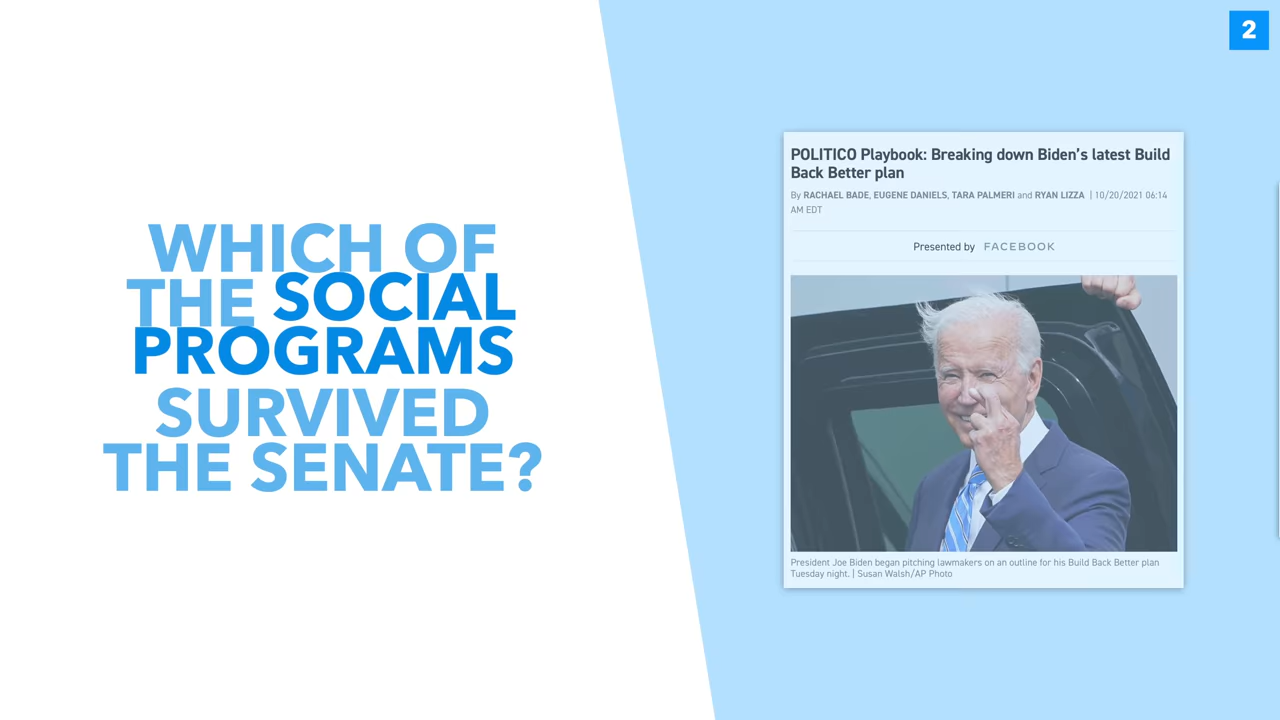 2
WHICH OF
THE SOCIAL
PROGRAMS
SURVIVED
THE SENATE?
POLITICO Playbook: Breaking down Biden’s latest Build
Back Better plan
By RACHAEL BADE, EUGENE DANIELS, TARA PALMERI and RYAN LIZZA | 10/20/2021 06:14
AM EDT
Presented by FACEBOOK
President Joe Biden began pitching lawmakers on an outline for his Build Back Better plan
Tuesday night. | Susan Walsh/AP Photo